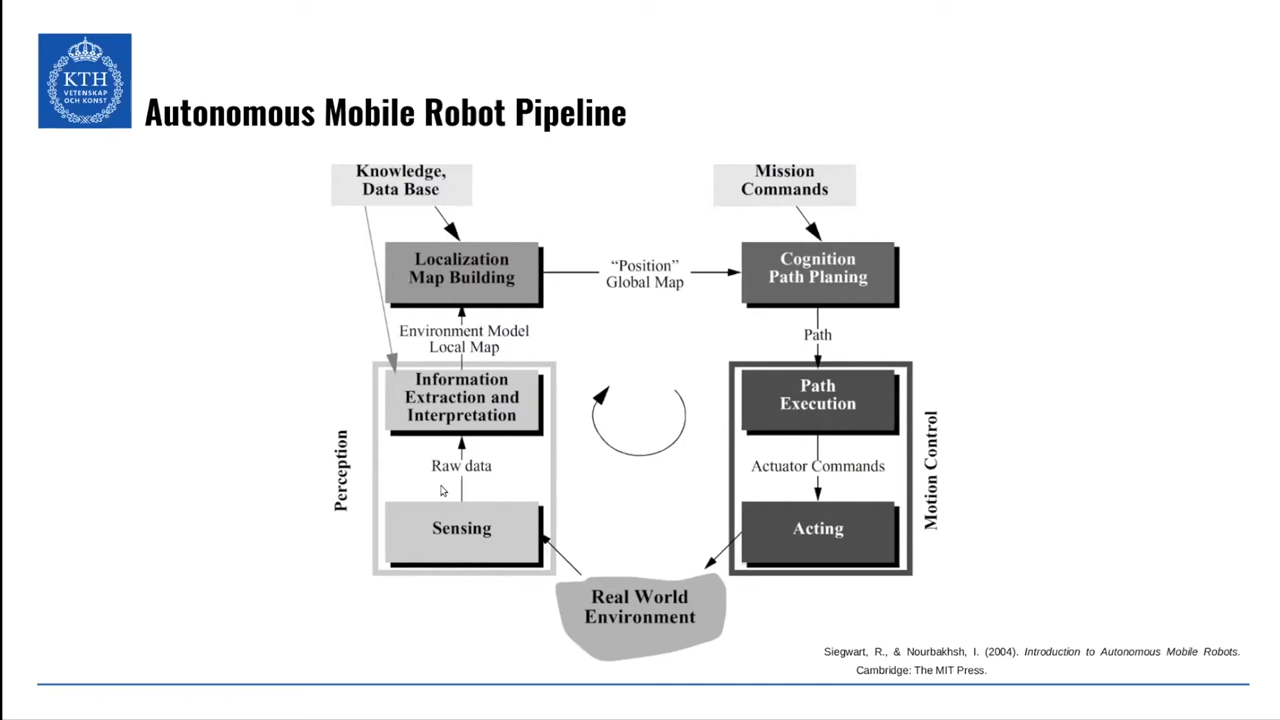 KTH
VETENSKAP
OCH KONST
Autonomous Mobile Robot Pipeline
Knowledge,
Data Base
Mission
Commands
Localization
Map Building
“Position”
Global Map
Cognition
Path Planing
Environment Model
Local Map
Path
Information
Extraction and
Interpretation
Path
Execution
Perception
Raw data
Actuator Commands
Motion Control
Sensing
Acting
Real World
Environment
Siegwart, R., & Nourbakhsh, I. (2004). Introduction to Autonomous Mobile Robots.
Cambridge: The MIT Press.